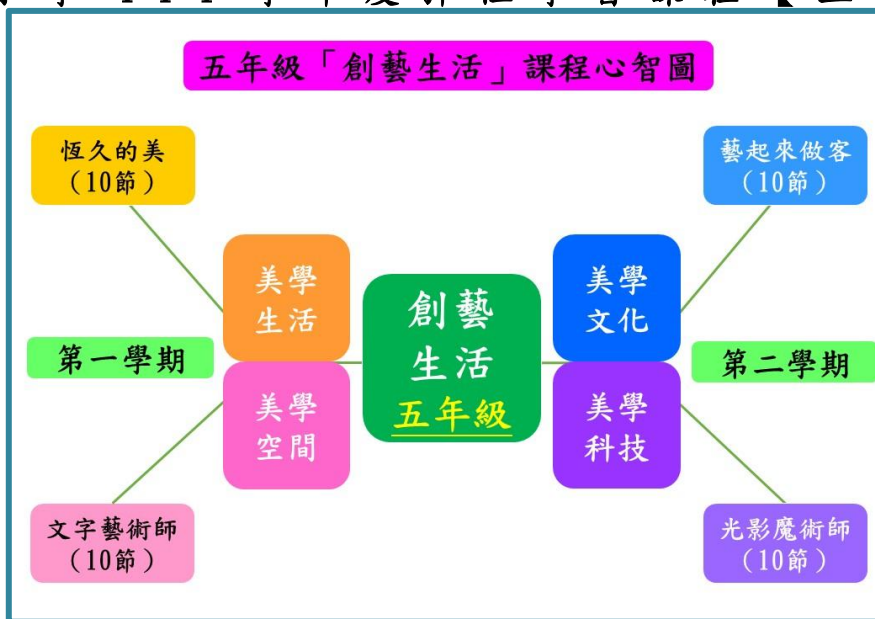 五年級「創藝生活」課程心智圖
恆久的美
(10節)
藝起來做客
(10節)
美學
生活
美學
文化
創藝
生活
五年級
第一學期
第二學期
美學
空間
美學
科技
文字藝術師
(10節)
光影魔術師
(10節)